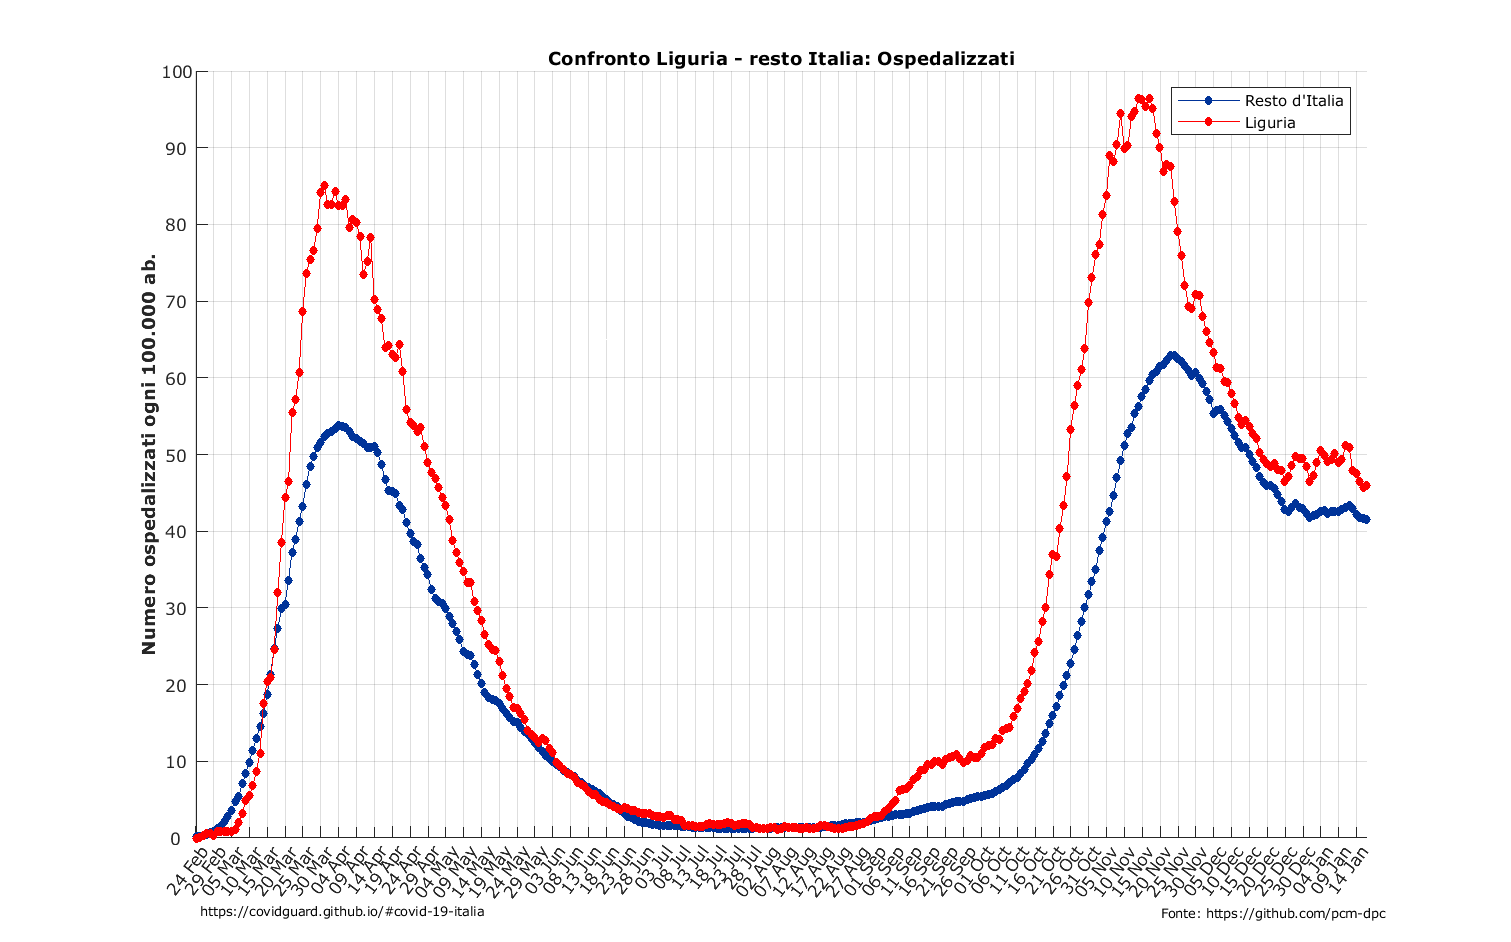 Confronto Liguria - resto Italia: Ospedalizzati
Resto d'Italia
Liguria
Numero ospedalizzati ogni 100.000 ab.
100
90
80
70
60
50
40
30
20
10
0
24 Feb
29 Feb
05 Mar
10 Mar
15 Mar
20 Mar
25 Mar
30 Mar
04 Apr
09 Apr
14 Apr
19 Apr
24 Apr
29 Apr
04 May
09 May
14 May
19 May
24 May
29 May
03 Jun
08 Jun
13 Jun
18 Jun
23 Jun
28 Jun
03 Jul
08 Jul
13 Jul
18 Jul
23 Jul
28 Jul
02 Aug
07 Aug
12 Aug
17 Aug
22 Aug
27 Aug
01 Sep
06 Sep
11 Sep
16 Sep
21 Sep
26 Sep
01 Oct
06 Oct
11 Oct
16 Oct
21 Oct
26 Oct
31 Oct
05 Nov
10 Nov
15 Nov
20 Nov
25 Nov
30 Nov
05 Dec
10 Dec
15 Dec
20 Dec
25 Dec
30 Dec
04 Jan
09 Jan
14 Jan
https://covidguard.github.io/#covid-19-italia
Fonte: https://github.com/pcm-dpc